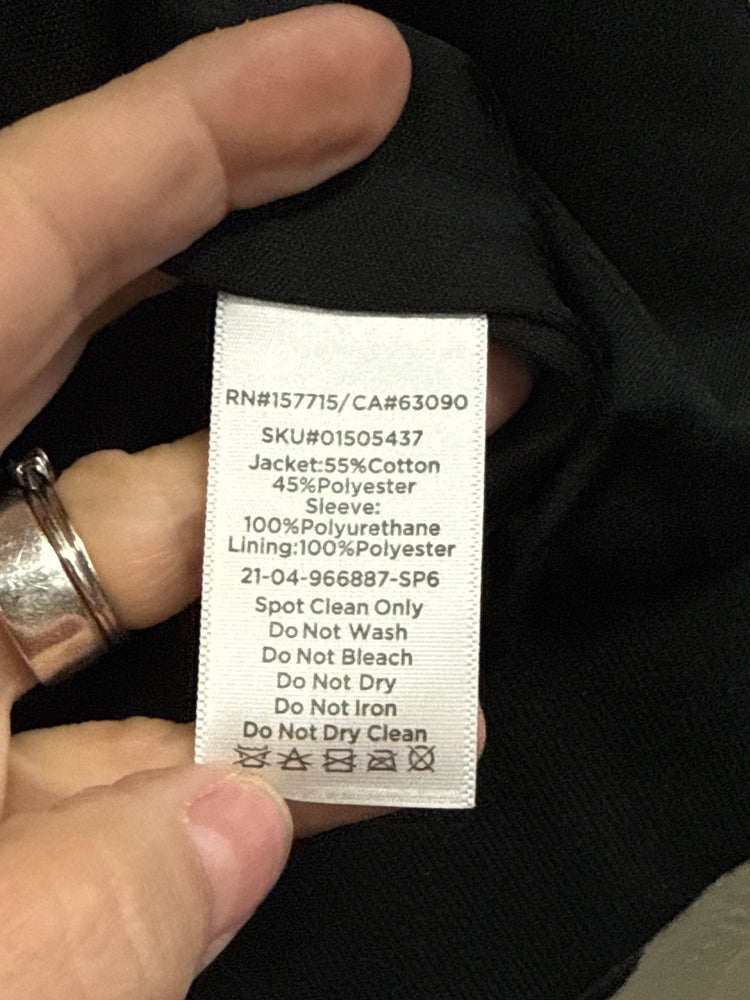 RN#157715/CA#63090
SKU#01505437
Jacket:55%Cotton
45%Polyester
Sleeve:
100%Polyurethane
Lining:100%Polyester
21-04-966887-SP6
Spot Clean Only
Do Not Wash
Do Not Bleach
Do Not Dry
Do Not Iron
Do Not Dry Clean